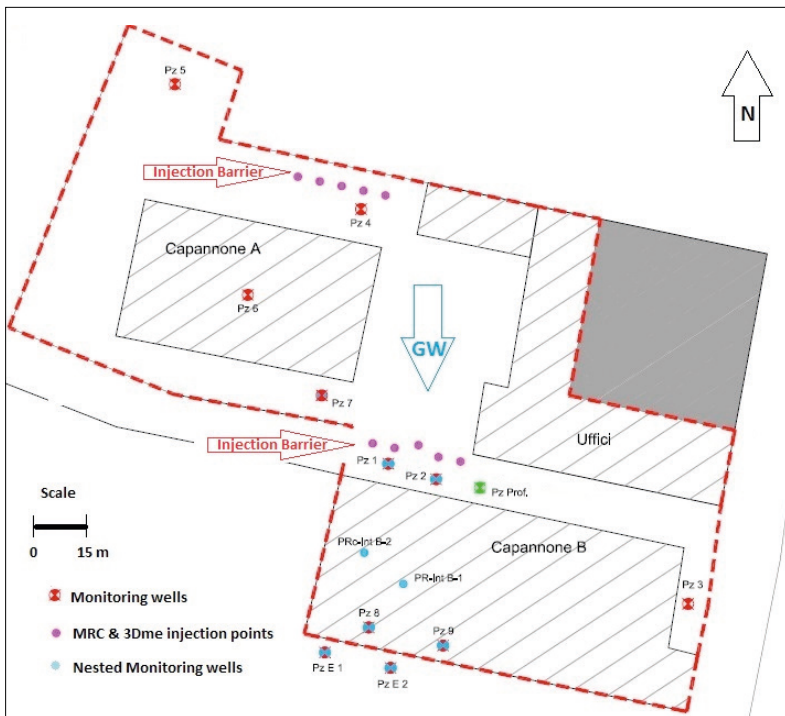 Pz 5
N
Injection Barrier
Pz 4
Capannone A
Pz 6
GW
Pz 7
Injection Barrier
Uffici
Pz 1
Pz 2
Pz Prof.
Scale
0 15 m
PRo-Int B-2
Capannone B
PR-Int B-1
Pz 3
Monitoring wells
Pz 8
MRC & 3Dme injection points
Pz 9
Nested Monitoring wells
Pz E 1
Pz E 2